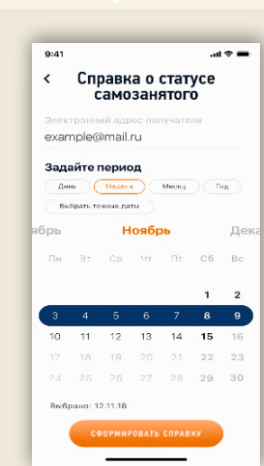 9:41
Справка о статусе
самозанятого
Электронный адрес получателя
example@mail.ru
Задайте период
День Неделя Месяц Год
Выбрать точные даты
ябрь Ноябрь Дека
Пн Вт Ср Чт Пт Сб Вс
1 2
3 4 5 6 7 8 9
10 11 12 13 14 15 16
17 18 19 20 21 22 23
24 25 26 27 28 29 30
Выбрано: 12.11.18
СФОРМИРОВАТЬ СПРАВКУ